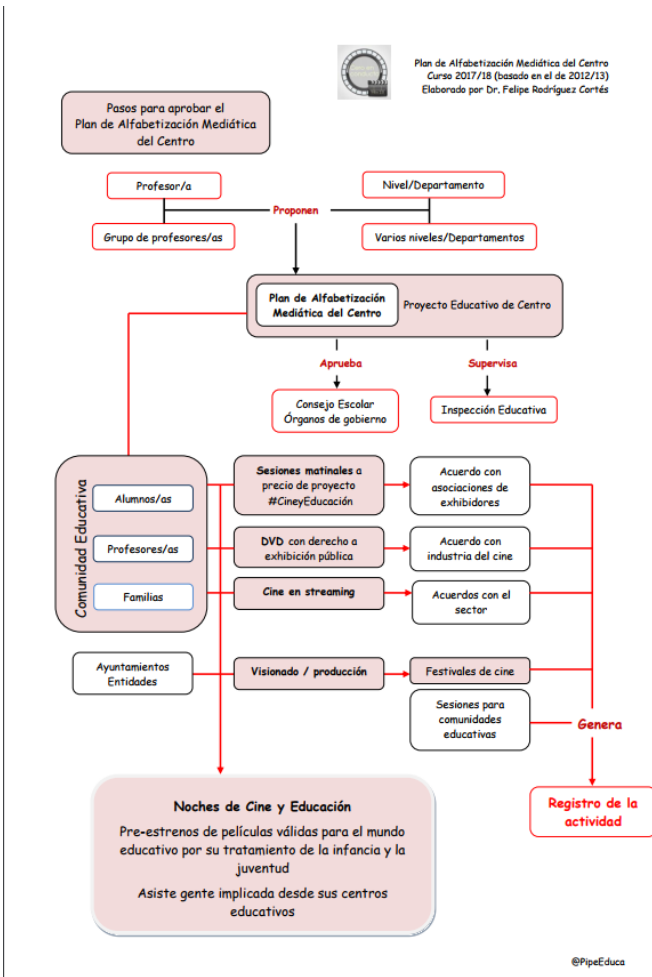 Plan de Alfabetización Mediática del Centro
Curso 2017/18 (basado en el de 2012/13)
Elaborado por Dr. Felipe Rodríguez Cortés
Pasos para aprobar el
Plan de Alfabetización Mediática
del Centro
Profesor/a
Nivel/Departamento
Proponen
Grupo de profesores/as
Varios niveles/Departamentos
Plan de Alfabetización
Mediática del Centro
Proyecto Educativo de Centro
Aprueba
Supervisa
Consejo Escolar
Órganos de gobierno
Inspección Educativa
Comunidad Educativa
Alumnos/as
Profesores/as
Familias
Sesiones matinales a
precio de proyecto
#CineyEducación
Acuerdo con
asociaciones de
exhibidores
DVD con derecho a
exhibición pública
Acuerdo con
industria del cine
Cine en streaming
Acuerdos con el
sector
Ayuntamientos
Entidades
Visionado / producción
Festivales de cine
Sesiones para
comunidades
educativas
Genera
Registro de la
actividad
Noches de Cine y Educación
Pre-estrenos de películas válidas para el mundo
educativo por su tratamiento de la infancia y la
juventud
Asiste gente implicada desde sus centros
educativos
@PipeEduca